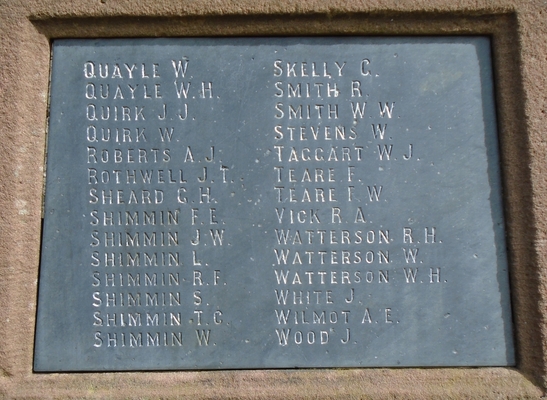 QUAYLE W.
QUAYLE W.H.
QUIRK J.J.
QUIRK W.
ROBERTS A.J.
ROTHWELL J.T.
SHEARD G.H.
SHIMMIN F.E.
SHIMMIN J.W.
SHIMMIN L.
SHIMMIN R.F.
SHIMMIN S.
SHIMMIN T.C.
SHIMMIN W.
SKELLY C.
SMITH R.
SMITH W.W.
STEVENS W.
TAGGART W.J.
TEARE F.
TEARE F.W.
VICK R.A.
WATTERSON R.H.
WATTERSON W.
WATTERSON W.H.
WHITE J.
WILMOT A.E.
WOOD J.